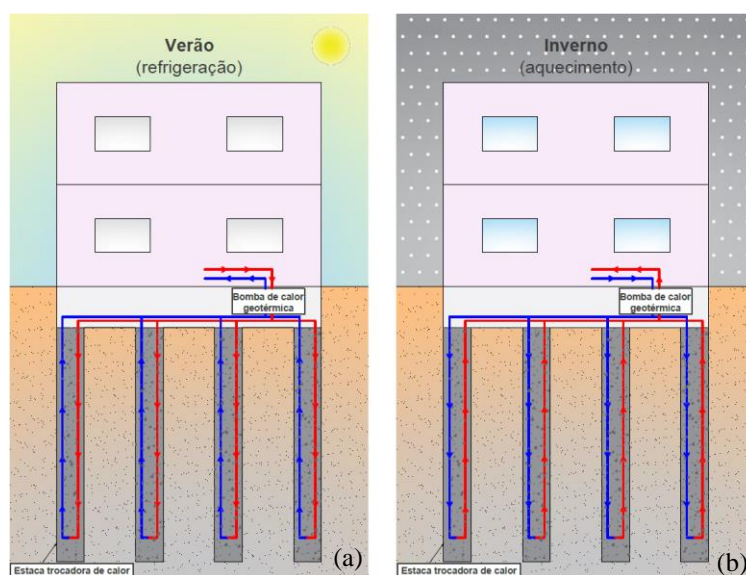 Verão
(refrigeração)
Bomba de calor
geotérmica
Estaca trocadora de calor
(a)
Inverno
(aquecimento)
Bomba de calor
geotérmica
Estaca trocadora de calor
(b)